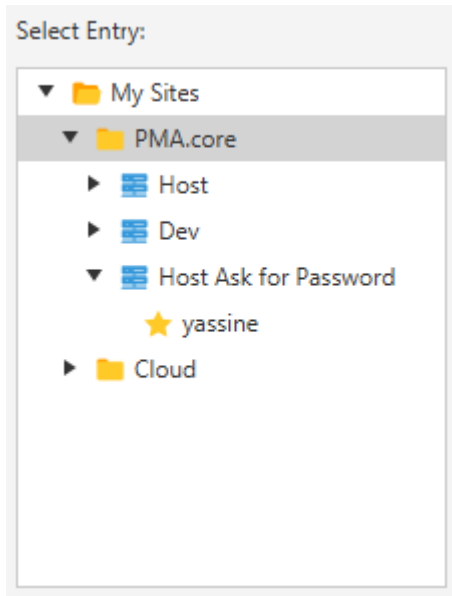 Select Entry:
My Sites
PMA.core
Host
Dev
Host Ask for Password
yassine
Cloud